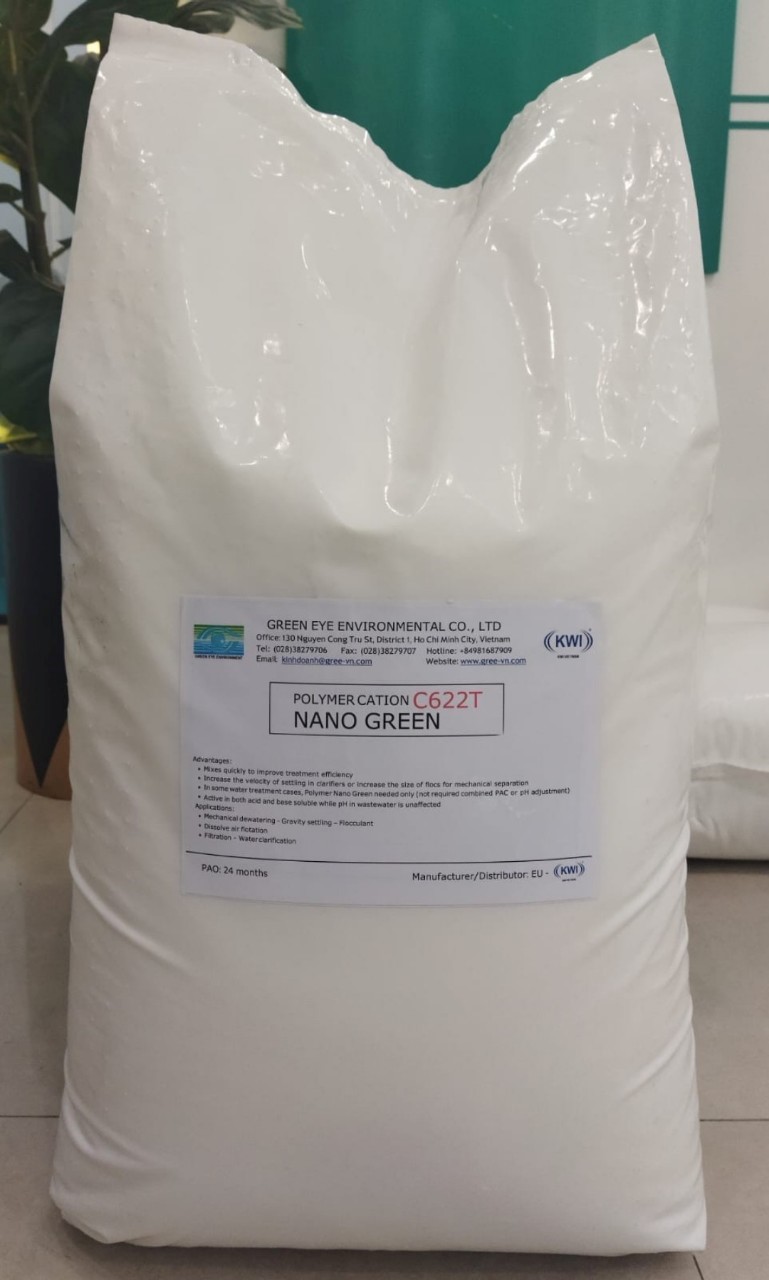 GREEN EYE ENVIRONMENTAL CO., LTD
Office: 130 Nguyen Cong Tru St, District 1, Ho Chi Minh City, Vietnam
Tel: (028)38279706 Fax: (028)38279707 Hotline: +84981687909
Email: kinhdoanh@gree-vn.com Website: www.gree-vn.com
GREEN EYE ENVIRONMENT
KWI
POLYMER CATION C622T
NANO GREEN
Advantages:
• Mixes quickly to improve treatment efficiency
• Increase the velocity of settling in clarifiers or increase the size of flocs for mechanical separation
• In some water treatment cases, Polymer Nano Green needed only (not required combined PAC or pH adjustment)
• Active in both acid and base soluble while pH in wastewater is unaffected
Applications:
• Mechanical dewatering - Gravity settling - Flocculant
• Dissolve air flotation
• Filtration - Water clarification
PAO: 24 months
Manufacturer/Distributor: EU - KWI